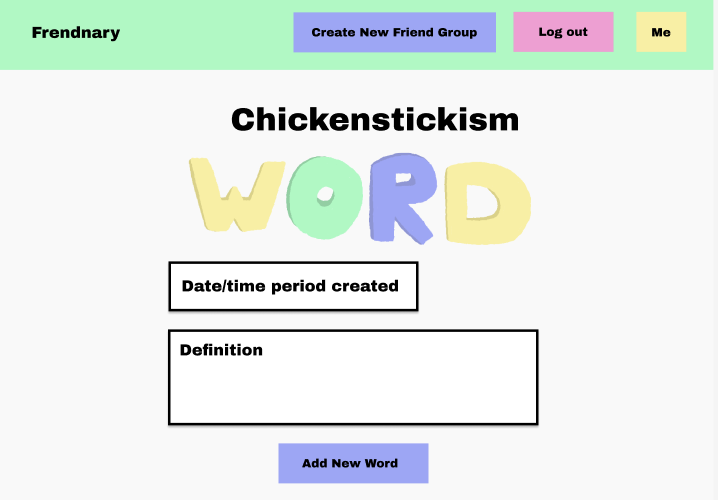 Frendnary
Create New Friend Group
Log out
Me
Chickenstickism
WORD
Date/time period created
Definition
Add New Word